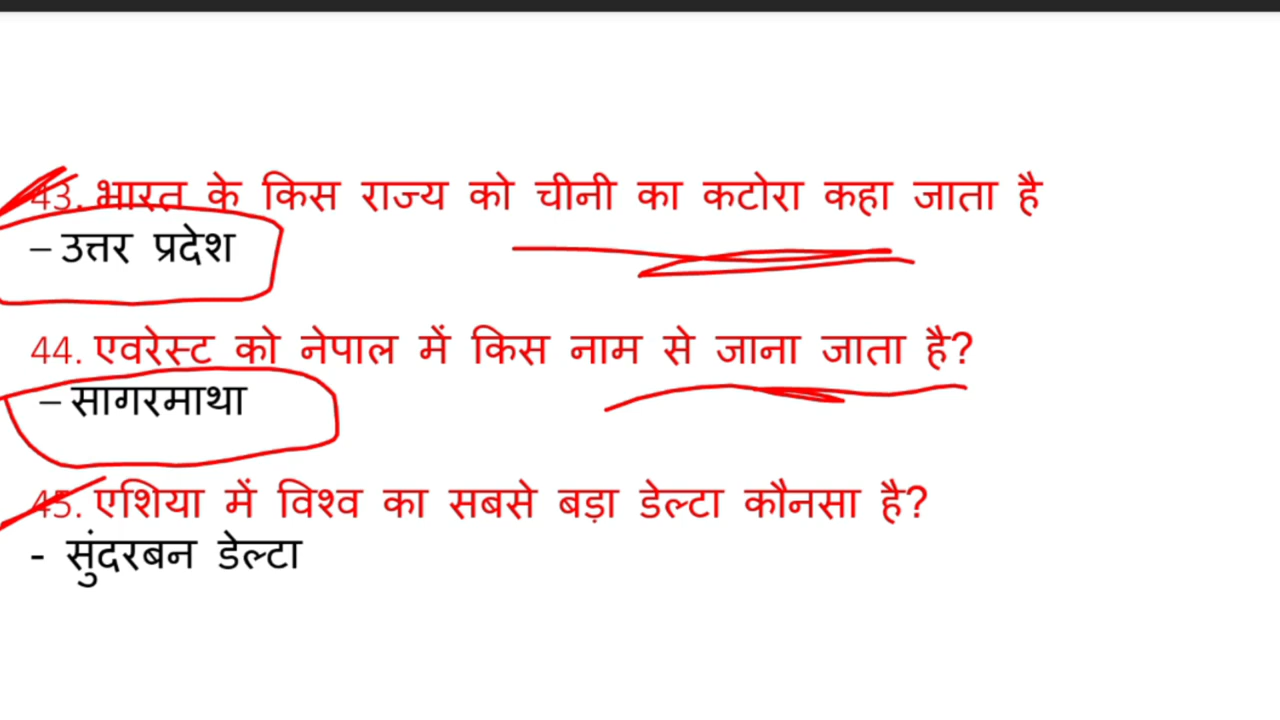 43. भारत के किस राज्य को चीनी का कटोरा कहा जाता है
– उत्तर प्रदेश
44. एवरेस्ट को नेपाल में किस नाम से जाना जाता है?
– सागरमाथा
45. एशिया में विश्व का सबसे बड़ा डेल्टा कौनसा है?
- सुंदरबन डेल्टा